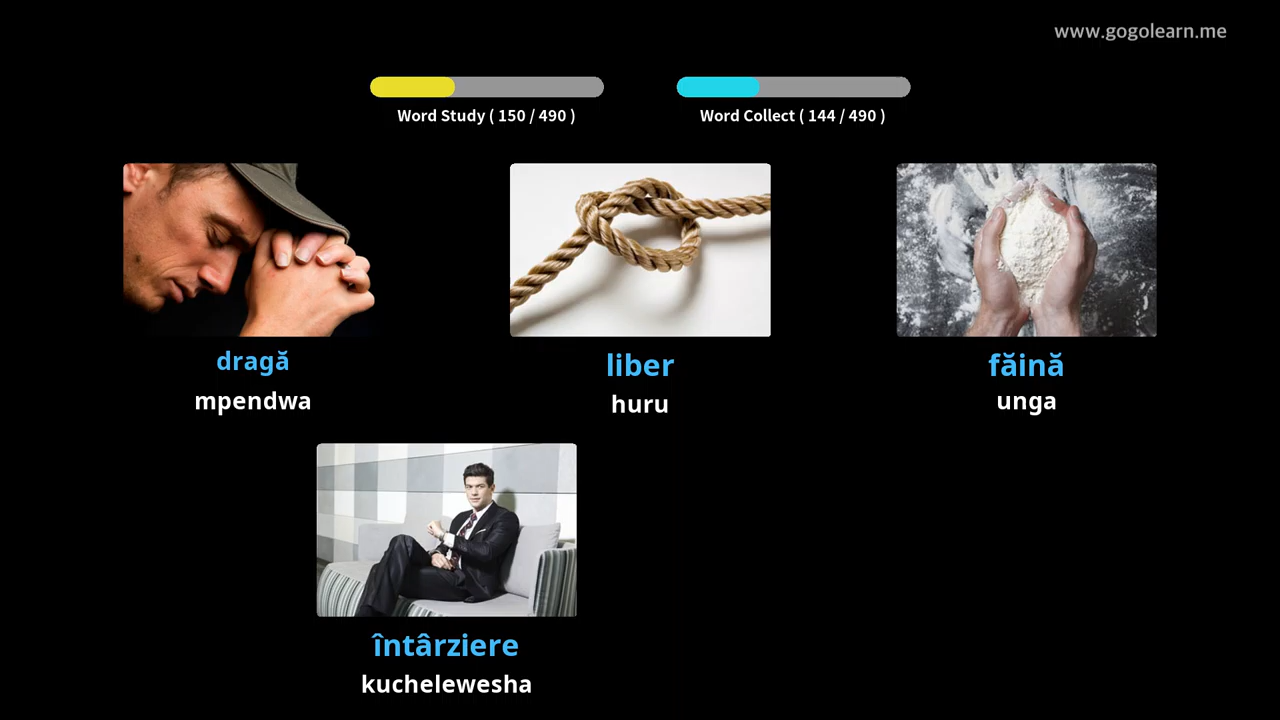 www.gogolearn.me
Word Study ( 150 / 490 )
Word Collect ( 144 / 490 )
dragă
liber
făină
mpendwa
huru
unga
întârziere
kuchelewesha